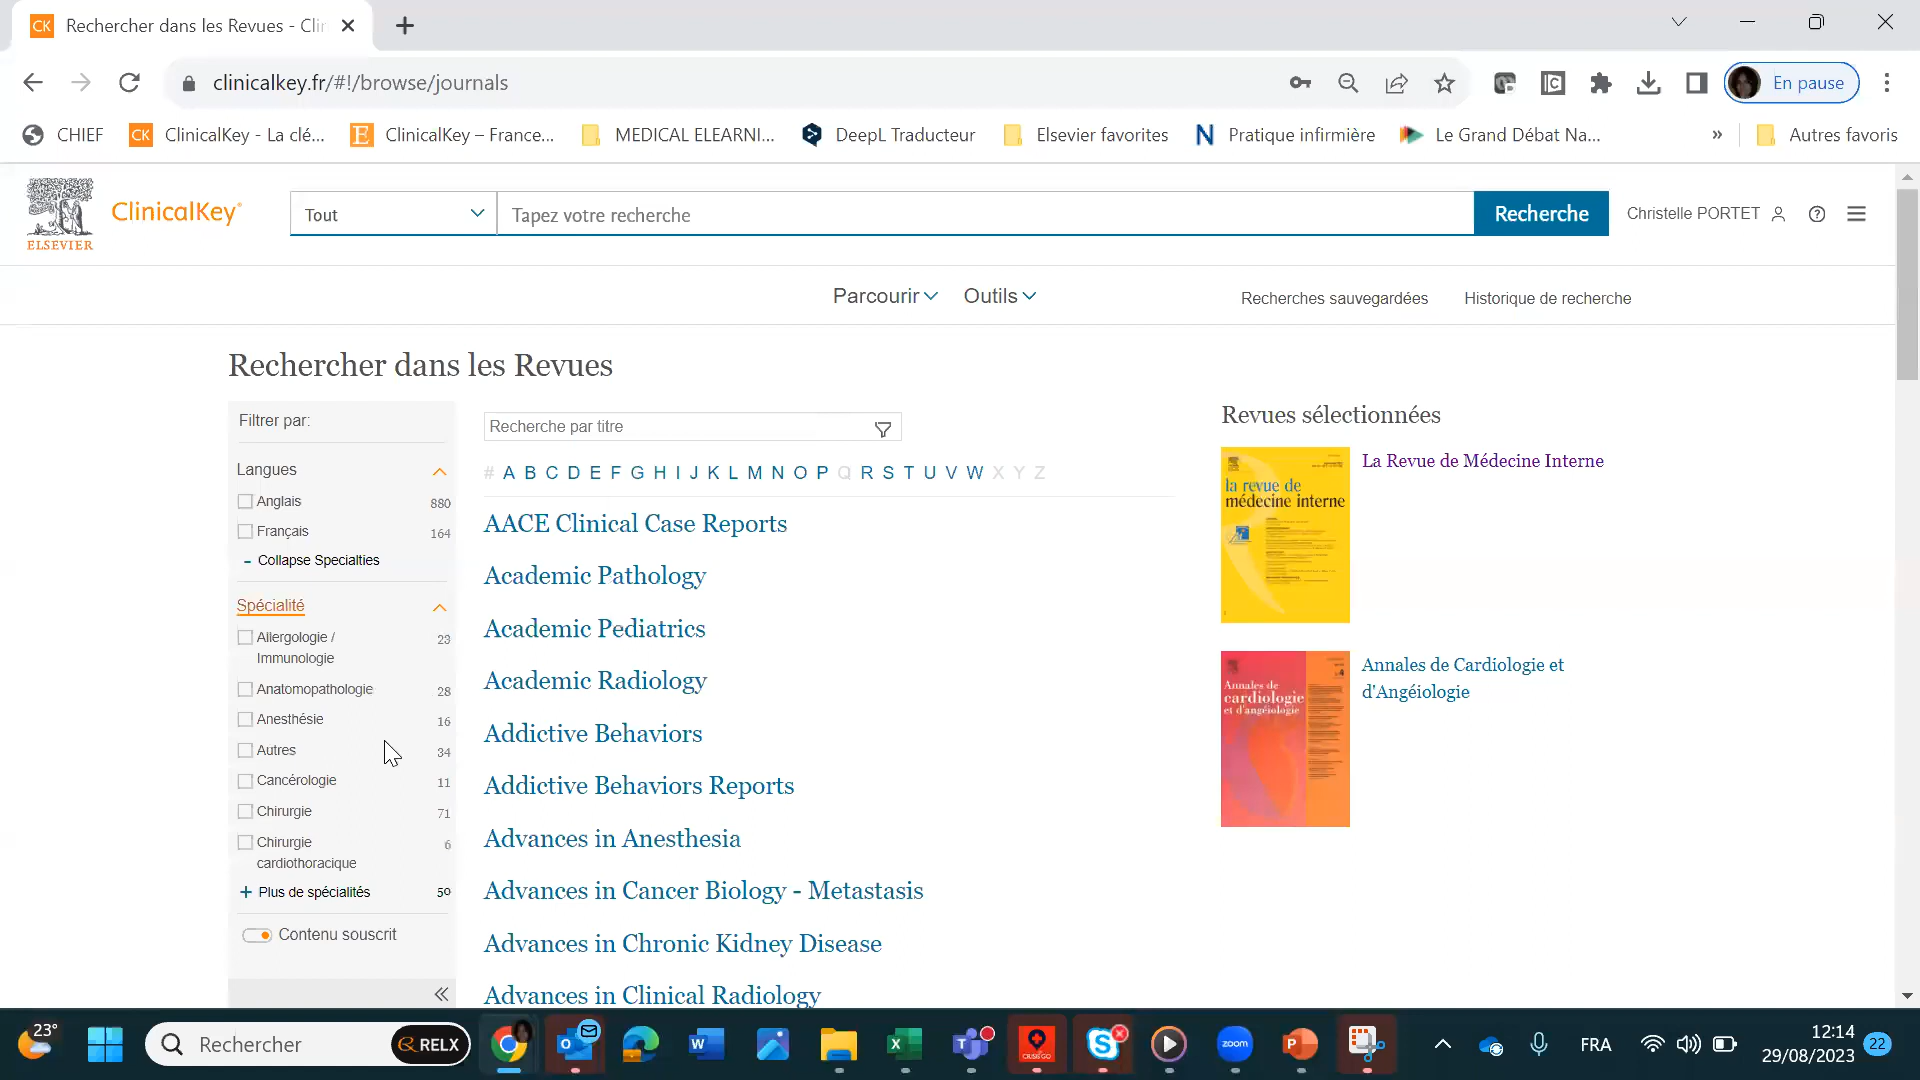 Rechercher dans les Revues - Clin
clinicalkey.fr/#!/browse/journals
En pause
CHIEF
ClinicalKey - La clé...
ClinicalKey – France...
MEDICAL ELEARNI...
DeepL Traducteur
Elsevier favorites
Pratique infirmière
Le Grand Débat Na...
»
Autres favoris
ELSEVIER
ClinicalKey®
Tout
Tapez votre recherche
Recherche
Christelle PORTET
Parcourir
Outils
Recherches sauvegardées
Historique de recherche
Rechercher dans les Revues
Filtrer par:
Langues
Anglais 880
Français 164
- Collapse Specialties
Spécialité
Allergologie / 23
Immunologie
Anatomopathologie 28
Anesthésie 16
Autres 34
Cancérologie 11
Chirurgie 71
Chirurgie 6
cardiothoracique
+ Plus de spécialités 50
Contenu souscrit
«
Recherche par titre
# A B C D E F G H I J K L M N O P Q R S T U V W X Y Z
AACE Clinical Case Reports
Academic Pathology
Academic Pediatrics
Academic Radiology
Addictive Behaviors
Addictive Behaviors Reports
Advances in Anesthesia
Advances in Cancer Biology - Metastasis
Advances in Chronic Kidney Disease
Advances in Clinical Radiology
Revues sélectionnées
la revue de
médecine interne
La Revue de Médecine Interne
Annales de
cardiologie
et d'angéiologie
Annales de Cardiologie et
d'Angéiologie
23°
Rechercher
RELX
zoom
FRA
12:14
29/08/2023
22